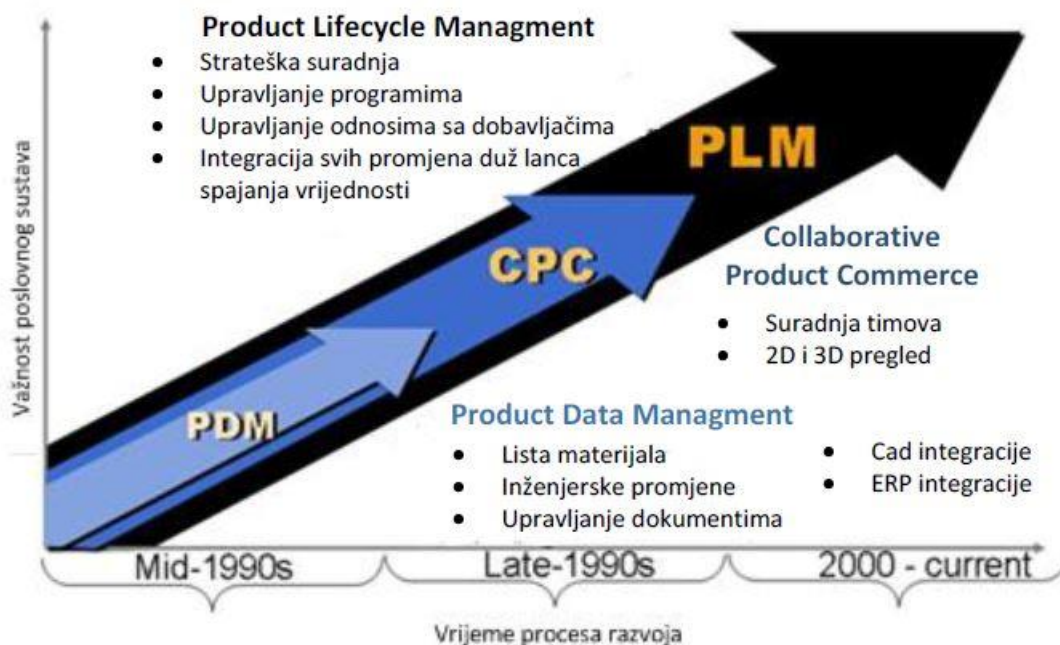 Product Lifecycle Managment
• Strateška suradnja
• Upravljanje programima
• Upravljanje odnosima sa dobavljačima
• Integracija svih promjena duž lanca
spajanja vrijednosti
PLM
CPC
PDM
Collaborative
Product Commerce
• Suradnja timova
• 2D i 3D pregled
Product Data Managment
• Lista materijala
• Inženjerske promjene
• Upravljanje dokumentima
• Cad integracije
• ERP integracije
Važnost poslovnog sustava
Mid-1990s
Late-1990s
2000 - current
Vrijeme procesa razvoja